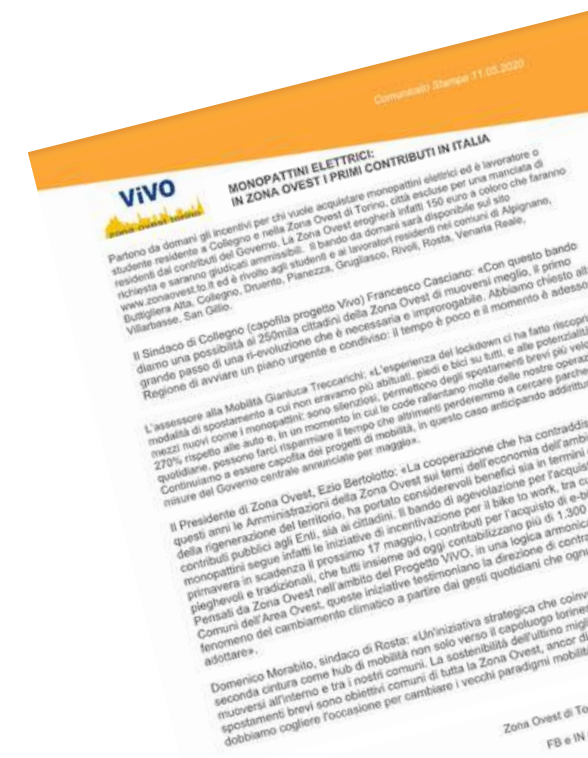 Comunicato Stampa 11.05.2020
ViVO
ZONA OVEST TORINO
MONOPATTINI ELETTRICI:
IN ZONA OVEST I PRIMI CONTRIBUTI IN ITALIA
Partono da domani gli incentivi per chi vuole acquistare monopattini elettrici ed è lavoratore o
studente residente a Collegno e nella Zona Ovest di Torino, città escluse per una manciata di
residenti dai contributi del Governo. La Zona Ovest erogherà infatti 150 euro a coloro che faranno
richiesta e saranno giudicati ammissibili. Il bando da domani sarà disponibile sul sito
www.zonaovest.to.it ed è rivolto agli studenti e ai lavoratori residenti nei comuni di Alpignano,
Buttigliera Alta, Collegno, Druento, Pianezza, Grugliasco, Rivoli, Rosta, Venaria Reale,
Villarbasse, San Gillio.
Il Sindaco di Collegno (capofila progetto Vivo) Francesco Casciano: «Con questo bando
diamo una possibilità ai 250mila cittadini della Zona Ovest di muoversi meglio, il primo
grande passo di una ri-evoluzione che è necessaria e improrogabile. Abbiamo chiesto
Regione di avviare un piano urgente e condiviso: il tempo è poco e il momento è adesso
L'assessore alla Mobilità Gianluca Treccarichi: «L'esperienza del lockdown ci ha fatto
modalità di spostamento a cui non eravamo più abituati, piedi e bici su tutti, e alle potenzialità
mezzi nuovi come i monopattini: sono silenziosi, permettono degli spostamenti brevi più
270% rispetto alle auto e, in un momento in cui le code rallentano molte delle nostre
quotidiane, possono farci risparmiare il tempo che altrimenti perderemmo a cercare
Continuiamo a essere capofila dei progetti di mobilità, in questo caso anticipando
misure del Governo centrale annunciate per maggio».
Il Presidente di Zona Ovest, Ezio Bertolotto: «La cooperazione che ha
questi anni le Amministrazioni della Zona Ovest sui temi dell'economia
della rigenerazione del territorio, ha portato considerevoli benefici sia in termini
contributi pubblici agli Enti, sia ai cittadini. Il bando di agevolazione per
monopattini segue infatti le iniziative di incentivazione per il bike to work, tra
primavera in scadenza il prossimo 17 maggio, i contributi per l'acquisto di
pieghevoli e tradizionali, che tutti insieme ad oggi contabilizzano più di 1.300
Pensati da Zona Ovest nell'ambito del Progetto ViVO, in una logica
Comuni dell'Area Ovest, queste iniziative testimoniano la direzione di
fenomeno del cambiamento climatico a partire dai gesti quotidiani che
adottare».
Domenico Morabito, sindaco di Rosta: «Un'iniziativa strategica che
seconda cintura come hub di mobilità non solo verso il capoluogo
muoversi all'interno e tra i nostri comuni. La sostenibilità dell'ultimo
spostamenti brevi sono obiettivi comuni di tutta la Zona Ovest, ancor
dobbiamo cogliere l'occasione per cambiare i vecchi paradigmi
Zona Ovest di
FB e IN